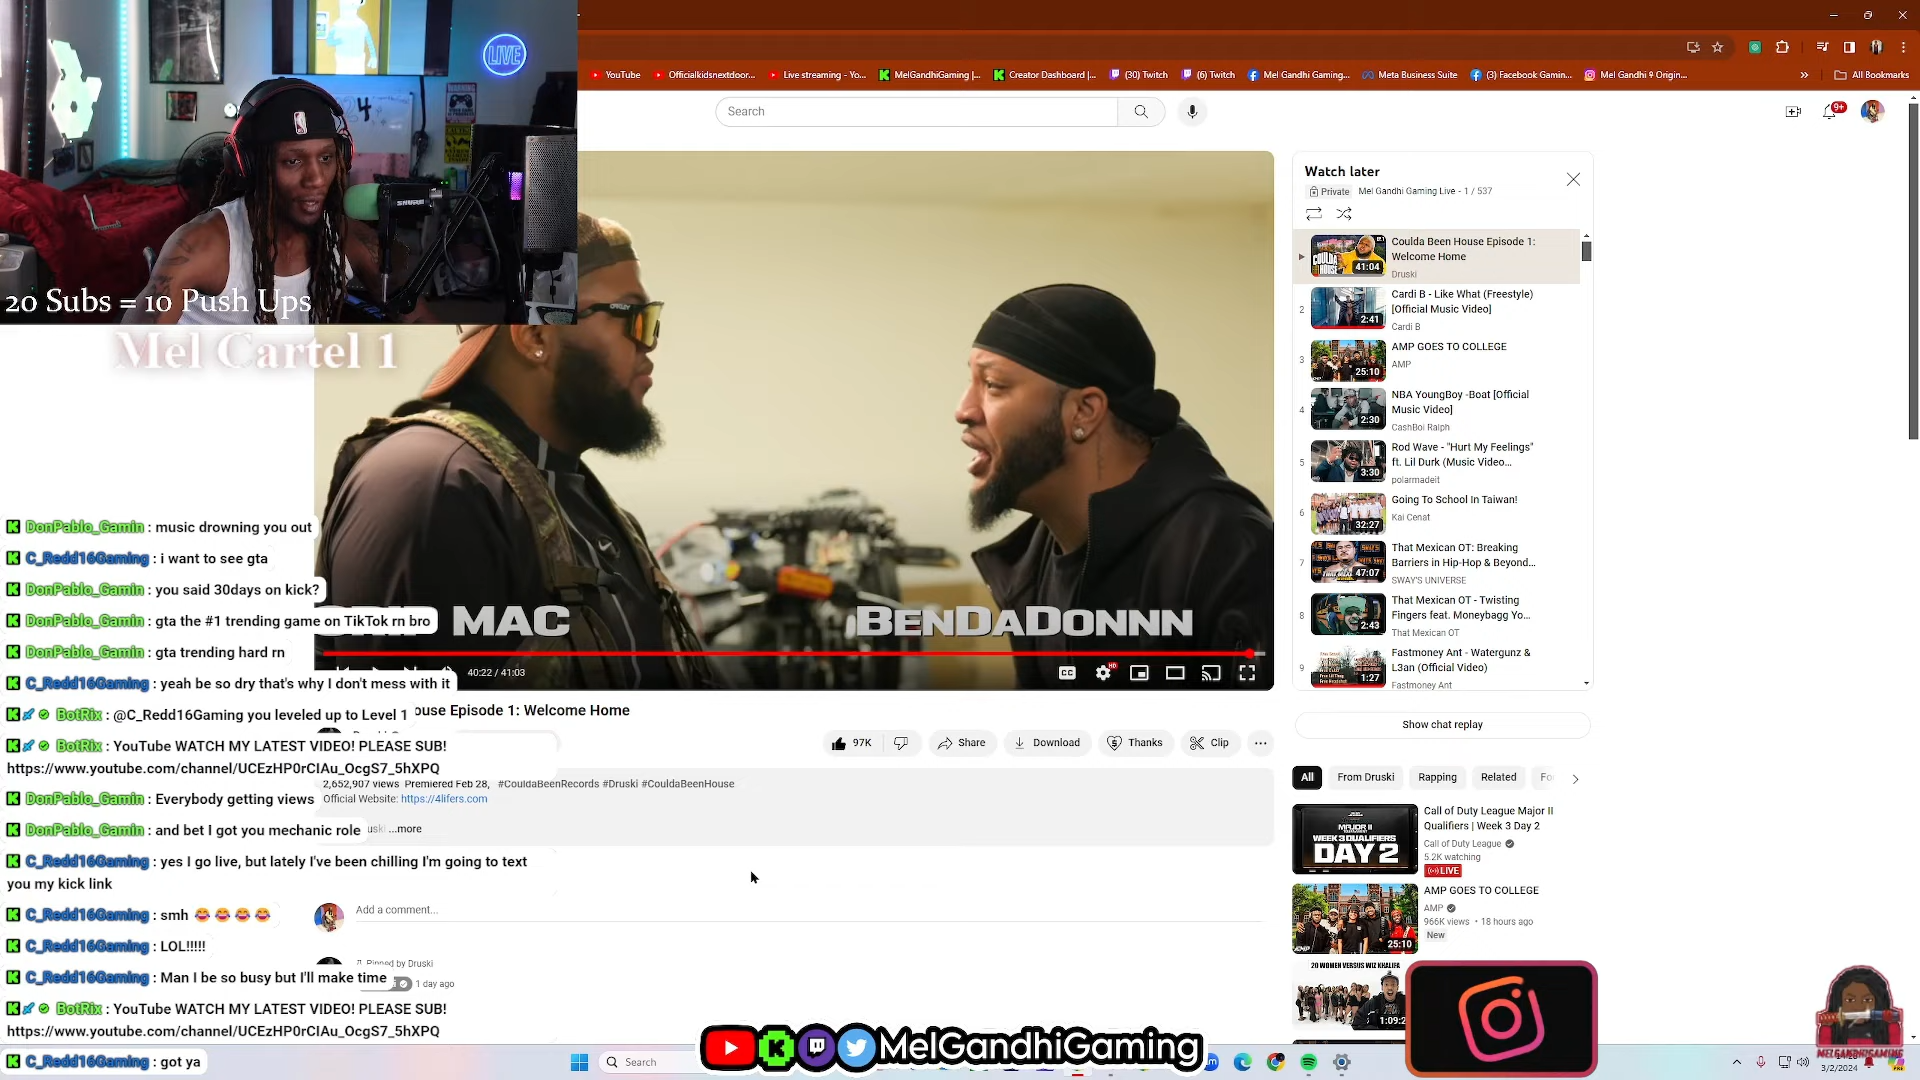 LIVE
24
20 Subs = 10 Push Ups
Mel Cartel 1
YouTube
Officialkidsnextdoor...
Live streaming - Yo...
MelGandhiGaming |...
Creator Dashboard |...
(30) Twitch
(6) Twitch
Mel Gandhi Gaming...
Meta Business Suite
(3) Facebook Gamin...
Mel Gandhi 9 Origin...
All Bookmarks
Search
9+
MAC
BENDADONNN
40:22 / 41:03
CC
HD
ouse Episode 1: Welcome Home
97K
Share
Download
Thanks
Clip
2,652,907 views Premiered Feb 28, #CouldaBeenRecords #Druski #CouldaBeenHouse
Official Website: https://4lifers.com
...more
Add a comment...
Pinned by Druski
1 day ago
DonPablo_Gamin : music drowning you out
C_Redd16Gaming : i want to see gta
DonPablo_Gamin : you said 30days on kick?
DonPablo_Gamin : gta the #1 trending game on TikTok rn bro
DonPablo_Gamin : gta trending hard rn
C_Redd16Gaming : yeah be so dry that's why I don't mess with it
BotRix : @C_Redd16Gaming you leveled up to Level 1
BotRix : YouTube WATCH MY LATEST VIDEO! PLEASE SUB!
https://www.youtube.com/channel/UCEzHP0rCIAu_OcgS7_5hXPQ
DonPablo_Gamin : Everybody getting views
DonPablo_Gamin : and bet I got you mechanic role
C_Redd16Gaming : yes I go live, but lately I've been chilling I'm going to text
you my kick link
C_Redd16Gaming : smh 😂 😂 😂 😂
C_Redd16Gaming : LOL!!!!!
C_Redd16Gaming : Man I be so busy but I'll make time
BotRix : YouTube WATCH MY LATEST VIDEO! PLEASE SUB!
https://www.youtube.com/channel/UCEzHP0rCIAu_OcgS7_5hXPQ
C_Redd16Gaming : got ya
Watch later
Private Mel Gandhi Gaming Live - 1 / 537
COULDA
HOUSE
41:04
Coulda Been House Episode 1:
Welcome Home
Druski
2
2:41
Cardi B - Like What (Freestyle)
[Official Music Video]
Cardi B
3
25:10
AMP GOES TO COLLEGE
AMP
4
2:30
NBA YoungBoy -Boat [Official
Music Video]
CashBoi Ralph
5
3:30
Rod Wave - "Hurt My Feelings"
ft. Lil Durk (Music Video...
polarmadeit
6
32:27
Going To School In Taiwan!
Kai Cenat
7
47:07
That Mexican OT: Breaking
Barriers in Hip-Hop & Beyond...
SWAY'S UNIVERSE
8
2:43
That Mexican OT - Twisting
Fingers feat. Moneybagg Yo...
That Mexican OT
9
1:27
Fastmoney Ant - Watergunz &
L3an (Official Video)
Fastmoney Ant
Show chat replay
All
From Druski
Rapping
Related
Fo
MAJOR II
WEEK 3 QUALIFIERS
DAY 2
Call of Duty League Major II
Qualifiers | Week 3 Day 2
Call of Duty League
5.2K watching
LIVE
25:10
AMP GOES TO COLLEGE
AMP
966K views • 18 hours ago
New
20 WOMEN VERSUS WIZ KHALIFA
1:09:2
MelGandhiGaming
MELGANDHIGAMING
Search
3/2/2024